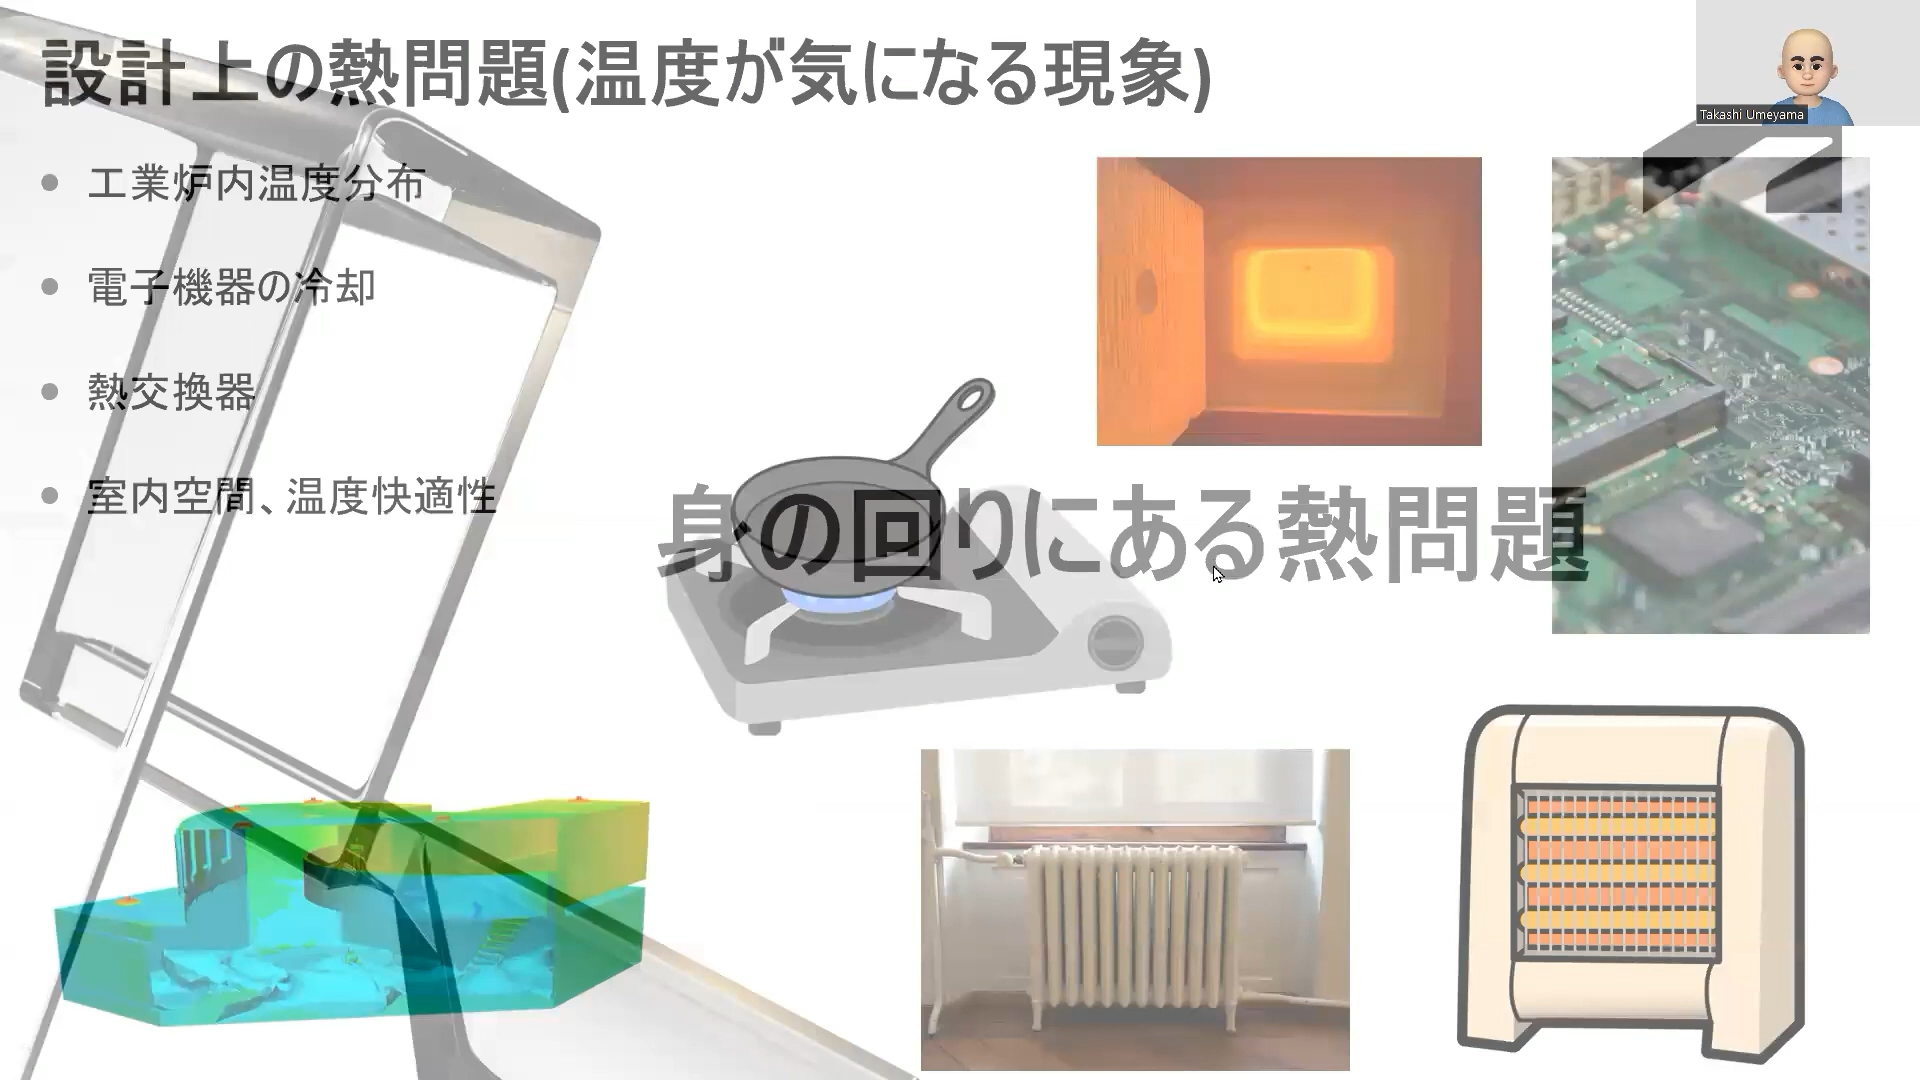 設計上の熱問題(温度が気になる現象)
Takashi Umeyama
• 工業炉内温度分布
• 電子機器の冷却
• 熱交換器
• 室内空間、温度快適性
身の回りにある熱問題